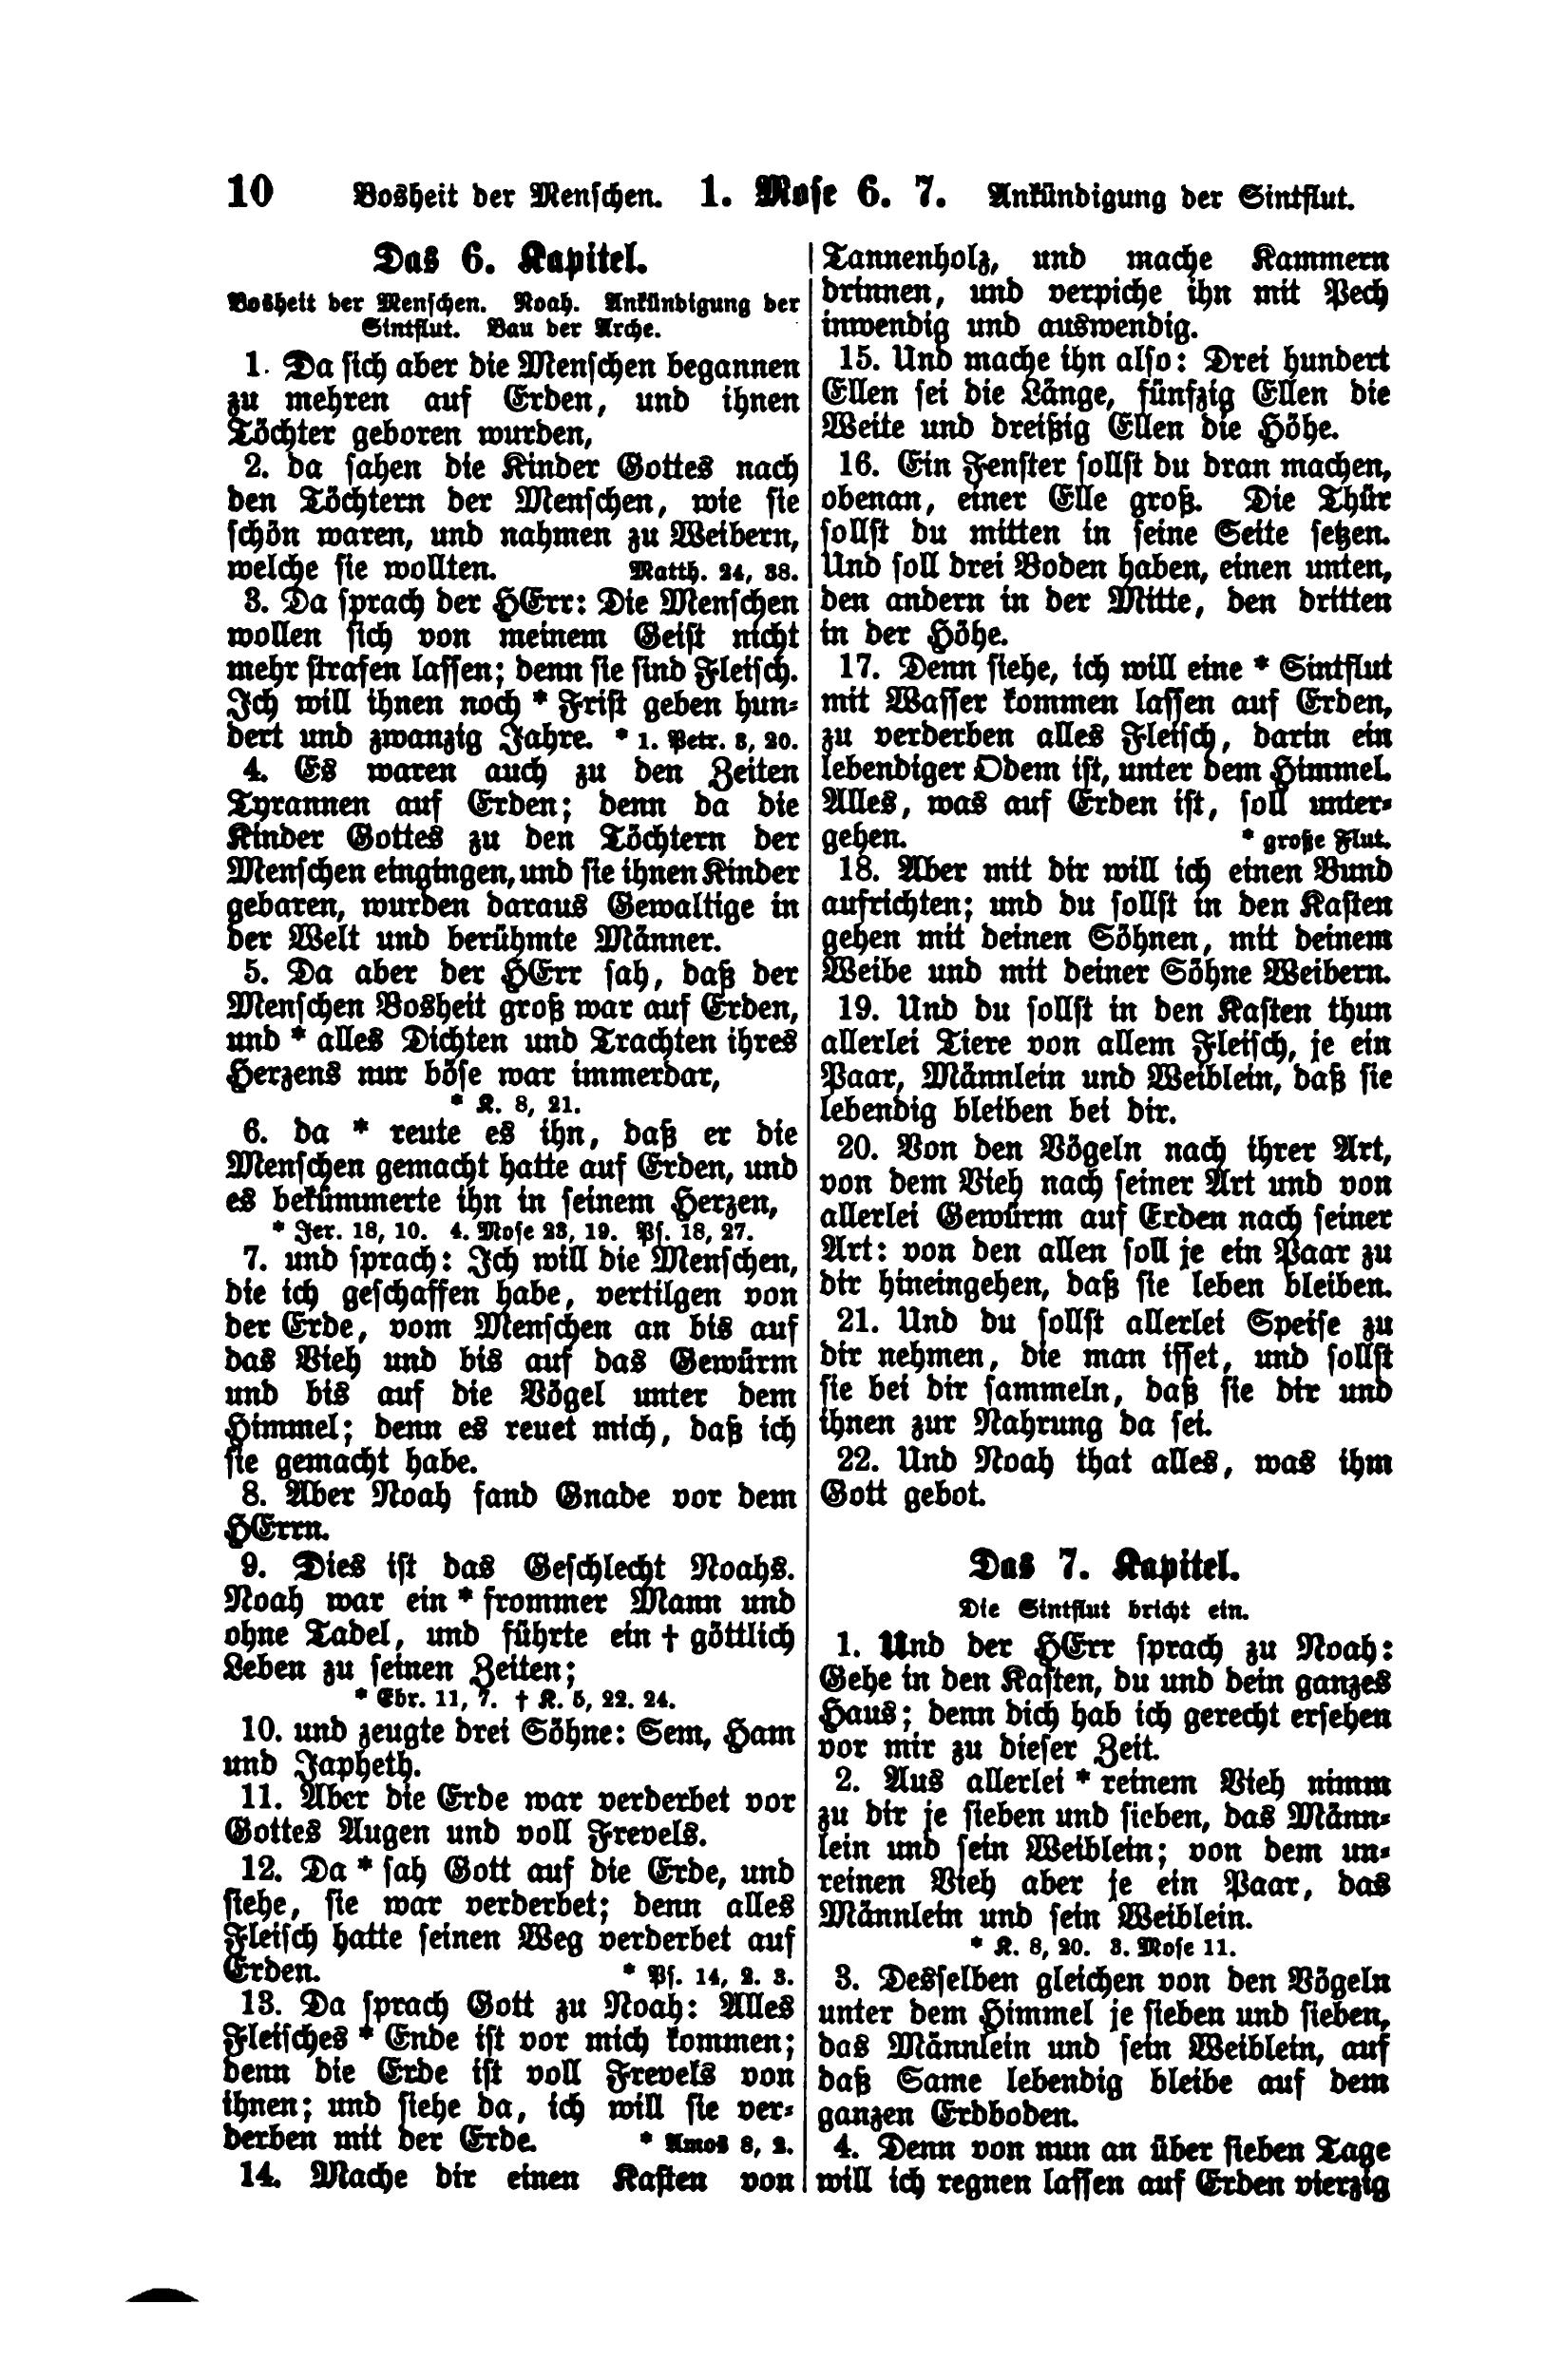 10 Bosheit der Menschen. 1. Mose 6. 7. Ankündigung der Sintflut.
Das 6. Kapitel.
Bosheit der Menschen. Noah. Ankündigung der
Sintflut. Bau der Arche.
1. Da sich aber die Menschen begannen
zu mehren auf Erden, und ihnen
Töchter geboren wurden,
2. da sahen die Kinder Gottes nach
den Töchtern der Menschen, wie sie
schön waren, und nahmen zu Weibern,
welche sie wollten. Matth. 24, 38.
3. Da sprach der HErr: Die Menschen
wollen sich von meinem Geist nicht
mehr strafen lassen; denn sie sind Fleisch.
Ich will ihnen noch * Frist geben hun-
dert und zwanzig Jahre. * 1. Petr. 3, 20.
4. Es waren auch zu den Zeiten
Tyrannen auf Erden; denn da die
Kinder Gottes zu den Töchtern der
Menschen eingingen, und sie ihnen Kinder
gebaren, wurden daraus Gewaltige in
der Welt und berühmte Männer.
5. Da aber der HErr sah, daß der
Menschen Bosheit groß war auf Erden,
und * alles Dichten und Trachten ihres
Herzens nur böse war immerdar,
* K. 8, 21.
6. da * reute es ihn, daß er die
Menschen gemacht hatte auf Erden, und
es bekümmerte ihn in seinem Herzen,
* Jer. 18, 10. 4. Mose 23, 19. Ps. 18, 27.
7. und sprach: Ich will die Menschen,
die ich geschaffen habe, vertilgen von
der Erde, vom Menschen an bis auf
das Vieh und bis auf das Gewürm
und bis auf die Vögel unter dem
Himmel; denn es reuet mich, daß ich
sie gemacht habe.
8. Aber Noah fand Gnade vor dem
HErrn.
9. Dies ist das Geschlecht Noahs.
Noah war ein * frommer Mann und
ohne Tadel, und führte ein † göttlich
Leben zu seinen Zeiten;
* Ebr. 11, 7. † K. 5, 22. 24.
10. und zeugte drei Söhne: Sem, Ham
und Japheth.
11. Aber die Erde war verderbet vor
Gottes Augen und voll Frevels.
12. Da * sah Gott auf die Erde, und
siehe, sie war verderbet; denn alles
Fleisch hatte seinen Weg verderbet auf
Erden. * Ps. 14, 2. 3.
13. Da sprach Gott zu Noah: Alles
Fleisches * Ende ist vor mich kommen;
denn die Erde ist voll Frevels von
ihnen; und siehe da, ich will sie ver-
derben mit der Erde. * Amos 8, 2.
14. Mache dir einen Kasten von
Tannenholz, und mache Kammern
drinnen, und verpiche ihn mit Pech
inwendig und auswendig.
15. Und mache ihn also: Drei hundert
Ellen sei die Länge, fünfzig Ellen die
Weite und dreißig Ellen die Höhe.
16. Ein Fenster sollst du dran machen,
obenan, einer Elle groß. Die Thür
sollst du mitten in seine Seite setzen.
Und soll drei Boden haben, einen unten,
den andern in der Mitte, den dritten
in der Höhe.
17. Denn siehe, ich will eine * Sintflut
mit Wasser kommen lassen auf Erden,
zu verderben alles Fleisch, darin ein
lebendiger Odem ist, unter dem Himmel.
Alles, was auf Erden ist, soll unter-
gehen. * große Flut.
18. Aber mit dir will ich einen Bund
aufrichten; und du sollst in den Kasten
gehen mit deinen Söhnen, mit deinem
Weibe und mit deiner Söhne Weibern.
19. Und du sollst in den Kasten thun
allerlei Tiere von allem Fleisch, je ein
Paar, Männlein und Weiblein, daß sie
lebendig bleiben bei dir.
20. Von den Vögeln nach ihrer Art,
von dem Vieh nach seiner Art und von
allerlei Gewürm auf Erden nach seiner
Art: von den allen soll je ein Paar zu
dir hineingehen, daß sie leben bleiben.
21. Und du sollst allerlei Speise zu
dir nehmen, die man isset, und sollst
sie bei dir sammeln, daß sie dir und
ihnen zur Nahrung da sei.
22. Und Noah that alles, was ihm
Gott gebot.
Das 7. Kapitel.
Die Sintflut bricht ein.
1. Und der HErr sprach zu Noah:
Gehe in den Kasten, du und dein ganzes
Haus; denn dich hab ich gerecht ersehen
vor mir zu dieser Zeit.
2. Aus allerlei * reinem Vieh nimm
zu dir je sieben und sieben, das Männ-
lein und sein Weiblein; von dem un-
reinen Vieh aber je ein Paar, das
Männlein und sein Weiblein.
* K. 8, 20. 3. Mose 11.
3. Desselben gleichen von den Vögeln
unter dem Himmel je sieben und sieben,
das Männlein und sein Weiblein, auf
daß Same lebendig bleibe auf dem
ganzen Erdboden.
4. Denn von nun an über sieben Tage
will ich regnen lassen auf Erden vierzig